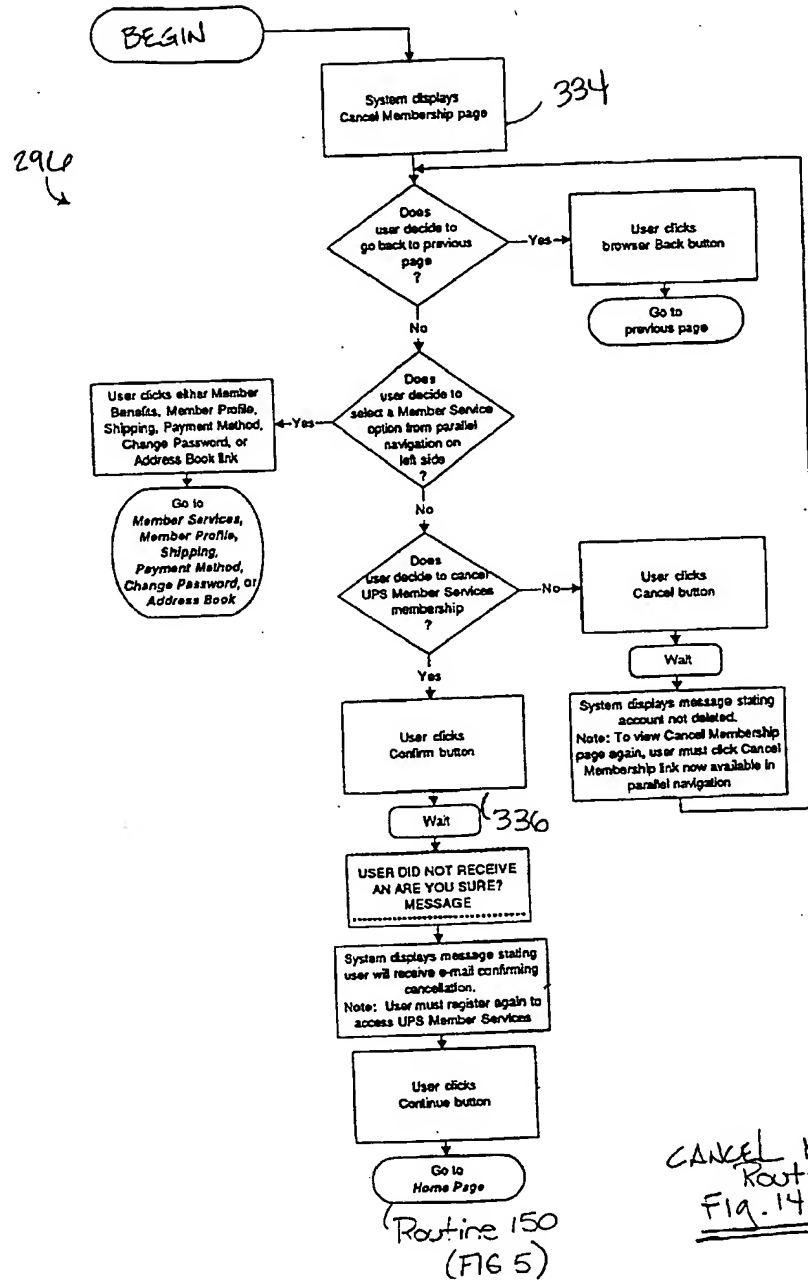 BEGIN
System displays
Cancel Membership page
334
296
Does
user decide to
go back to previous
page
?
Yes
User clicks
browser Back button
Go to
previous page
No
Does
user decide to
select a Member Service
option from parallel
navigation on
left side
?
Yes
User clicks either Member
Benefits, Member Profile,
Shipping, Payment Method,
Change Password, or
Address Book link
Go to
Member Services,
Member Profile,
Shipping,
Payment Method,
Change Password, or
Address Book
No
Does
user decide to cancel
UPS Member Services
membership
?
No
User clicks
Cancel button
Wait
System displays message stating
account not deleted.
Note: To view Cancel Membership
page again, user must click Cancel
Membership link now available in
parallel navigation
Yes
User clicks
Confirm button
Wait
336
USER DID NOT RECEIVE
AN ARE YOU SURE?
MESSAGE
System displays message stating
user will receive e-mail confirming
cancellation.
Note: User must register again to
access UPS Member Services
User clicks
Continue button
Go to
Home Page
Routine 150
(FIG 5)
CANCEL
Fig. 14